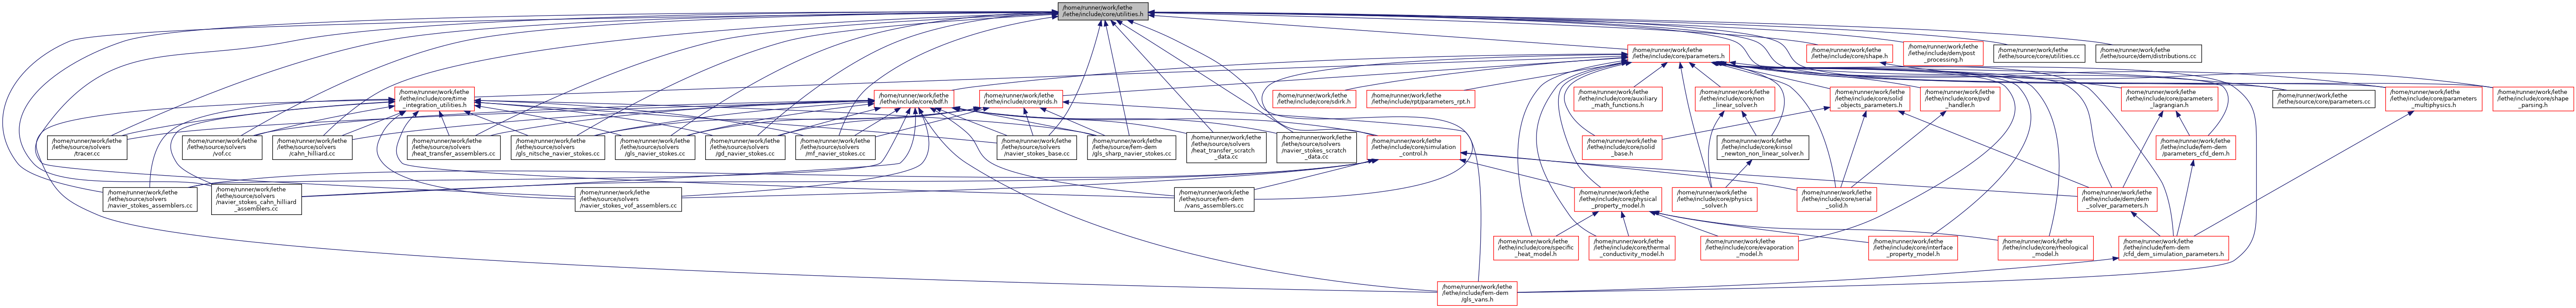 /home/runner/work/lethe
/lethe/include/core/utilities.h
/home/runner/work/lethe
/lethe/include/core/parameters.h
/home/runner/work/lethe
/lethe/include/core/shape.h
/home/runner/work/lethe
/lethe/include/dem/post
_processing.h
/home/runner/work/lethe
/lethe/source/core/utilities.cc
/home/runner/work/lethe
/lethe/source/dem/distributions.cc
/home/runner/work/lethe
/lethe/include/core/time
_integration_utilities.h
/home/runner/work/lethe
/lethe/include/core/bdf.h
/home/runner/work/lethe
/lethe/include/core/grids.h
/home/runner/work/lethe
/lethe/include/core/sdirk.h
/home/runner/work/lethe
/lethe/include/rpt/parameters_rpt.h
/home/runner/work/lethe
/lethe/include/core/auxiliary
_math_functions.h
/home/runner/work/lethe
/lethe/include/core/non
_linear_solver.h
/home/runner/work/lethe
/lethe/include/core/solid
_objects_parameters.h
/home/runner/work/lethe
/lethe/include/core/pvd
_handler.h
/home/runner/work/lethe
/lethe/include/core/parameters
_lagrangian.h
/home/runner/work/lethe
/lethe/source/core/parameters.cc
/home/runner/work/lethe
/lethe/include/core/parameters
_multiphysics.h
/home/runner/work/lethe
/lethe/include/core/shape
_parsing.h
/home/runner/work/lethe
/lethe/source/solvers
/tracer.cc
/home/runner/work/lethe
/lethe/source/solvers
/vof.cc
/home/runner/work/lethe
/lethe/source/solvers
/cahn_hilliard.cc
/home/runner/work/lethe
/lethe/source/solvers
/heat_transfer_assemblers.cc
/home/runner/work/lethe
/lethe/source/solvers
/gls_nitsche_navier_stokes.cc
/home/runner/work/lethe
/lethe/source/solvers
/gls_navier_stokes.cc
/home/runner/work/lethe
/lethe/source/solvers
/gd_navier_stokes.cc
/home/runner/work/lethe
/lethe/source/solvers
/mf_navier_stokes.cc
/home/runner/work/lethe
/lethe/source/solvers
/navier_stokes_base.cc
/home/runner/work/lethe
/lethe/source/fem-dem
/gls_sharp_navier_stokes.cc
/home/runner/work/lethe
/lethe/source/solvers
/heat_transfer_scratch
_data.cc
/home/runner/work/lethe
/lethe/source/solvers
/navier_stokes_scratch
_data.cc
/home/runner/work/lethe
/lethe/include/core/simulation
_control.h
/home/runner/work/lethe
/lethe/include/core/solid
_base.h
/home/runner/work/lethe
/lethe/include/core/kinsol
_newton_non_linear_solver.h
/home/runner/work/lethe
/lethe/include/fem-dem
/parameters_cfd_dem.h
/home/runner/work/lethe
/lethe/source/solvers
/navier_stokes_assemblers.cc
/home/runner/work/lethe
/lethe/source/solvers
/navier_stokes_cahn_hilliard
_assemblers.cc
/home/runner/work/lethe
/lethe/source/solvers
/navier_stokes_vof_assemblers.cc
/home/runner/work/lethe
/lethe/source/fem-dem
/vans_assemblers.cc
/home/runner/work/lethe
/lethe/include/core/physical
_property_model.h
/home/runner/work/lethe
/lethe/include/core/physics
_solver.h
/home/runner/work/lethe
/lethe/include/core/serial
_solid.h
/home/runner/work/lethe
/lethe/include/dem/dem
_solver_parameters.h
/home/runner/work/lethe
/lethe/include/core/specific
_heat_model.h
/home/runner/work/lethe
/lethe/include/core/thermal
_conductivity_model.h
/home/runner/work/lethe
/lethe/include/core/evaporation
_model.h
/home/runner/work/lethe
/lethe/include/core/interface
_property_model.h
/home/runner/work/lethe
/lethe/include/core/rheological
_model.h
/home/runner/work/lethe
/lethe/include/fem-dem
/cfd_dem_simulation_parameters.h
/home/runner/work/lethe
/lethe/include/fem-dem
/gls_vans.h